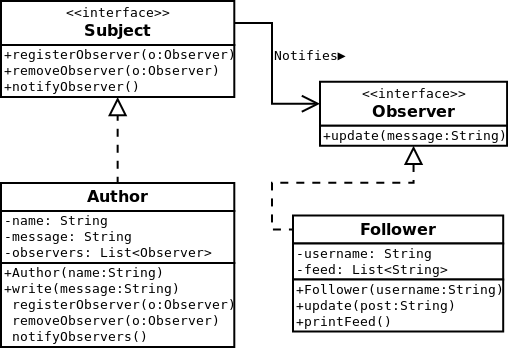 <<interface>>
Subject
+registerObserver(o:Observer)
+removeObserver(o:Observer)
+notifyObserver()
Notifies▶
<<interface>>
Observer
+update(message:String)
Author
-name: String
-message: String
-observers: List<Observer>
+Author(name:String)
+write(message:String)
registerObserver(o:Observer)
removeObserver(o:Observer)
notifyObservers()
Follower
-username: String
-feed: List<String>
+Follower(username:String)
+update(post:String)
+printFeed()